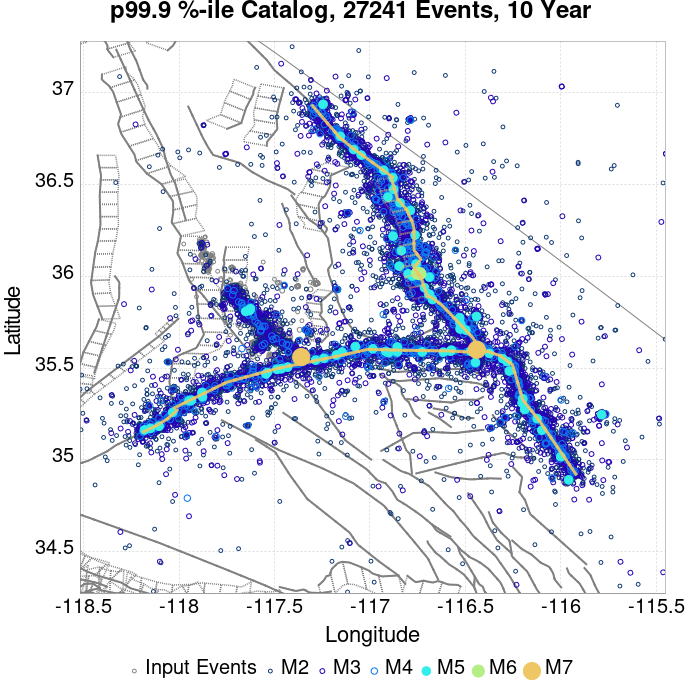 p99.9 %-ile Catalog, 27241 Events, 10 Year
37
36.5
36
35.5
35
34.5
Latitude
-118.5 -118 -117.5 -117 -116.5 -116 -115.5
Longitude
Input Events M2 M3 M4 M5 M6 M7